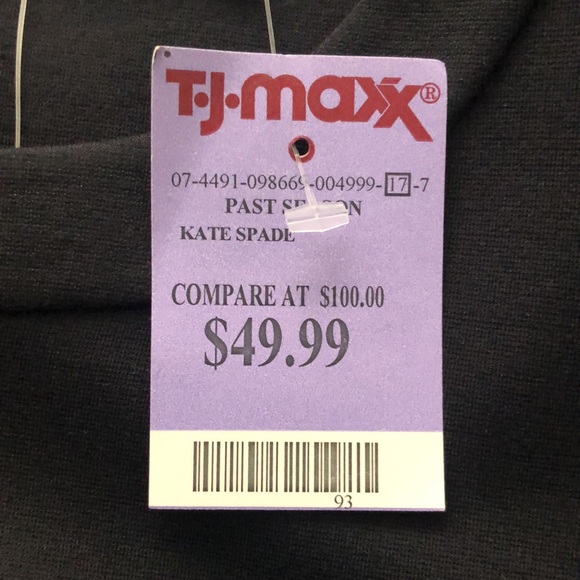 T·J·maxx®
07-4491-098669-004999-17-7
PAST SEASON
KATE SPADE
COMPARE AT $100.00
$49.99
93